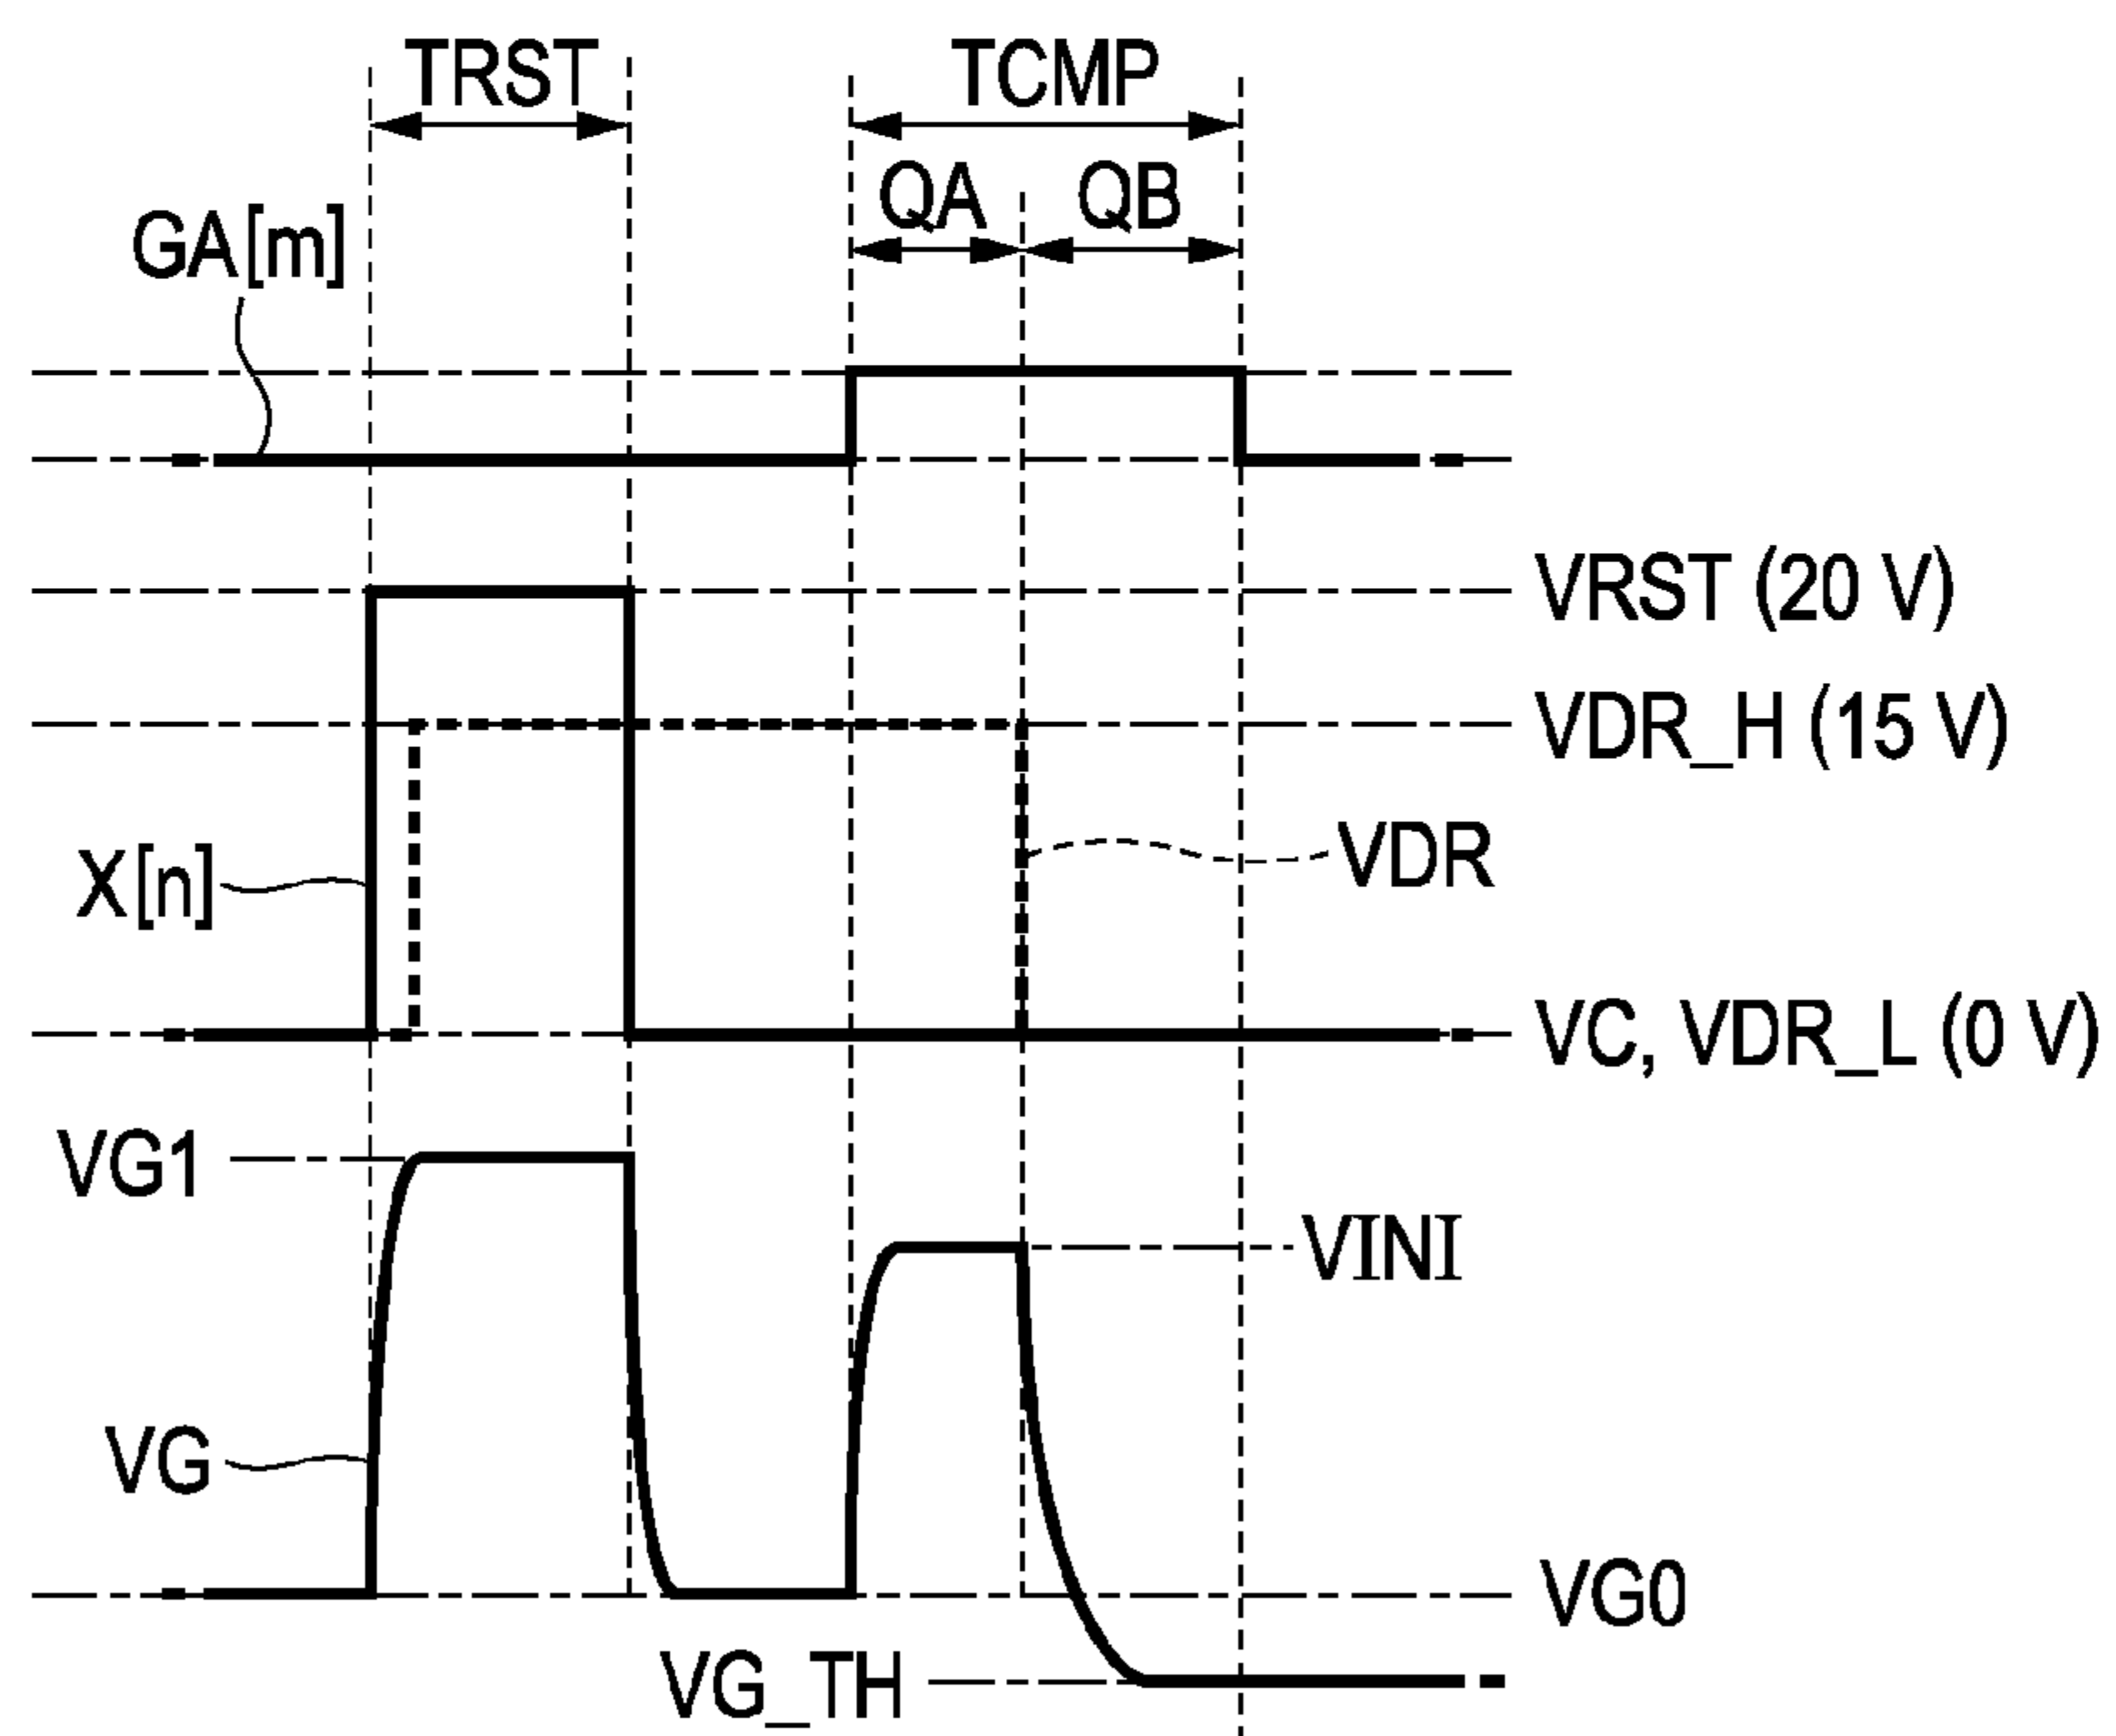 TRST
TCMP
QA
QB
GA[m]
VRST (20 V)
VDR_H (15 V)
X[n]
VDR
VC, VDR_L (0 V)
VG1
VINI
VG
VG0
VG_TH